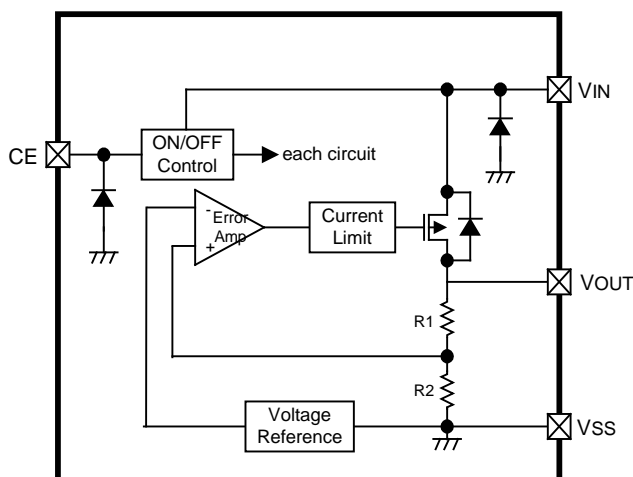 VIN
CE
ON/OFF
Control
each circuit
-
Error
Amp
+
Current
Limit
VOUT
R1
R2
Voltage
Reference
VSS